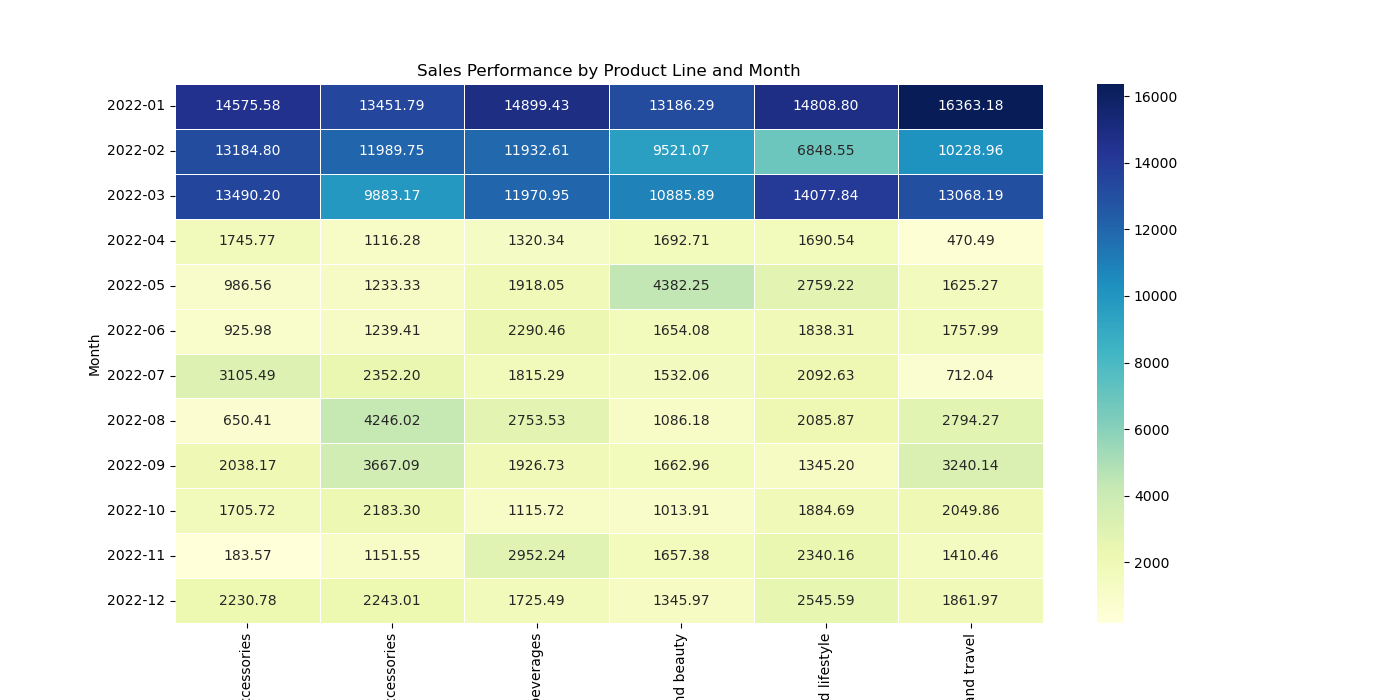 Sales Performance by Product Line and Month
2022-01 14575.58 13451.79 14899.43 13186.29 14808.80 16363.18
2022-02 13184.80 11989.75 11932.61 9521.07 6848.55 10228.96
2022-03 13490.20 9883.17 11970.95 10885.89 14077.84 13068.19
2022-04 1745.77 1116.28 1320.34 1692.71 1690.54 470.49
2022-05 986.56 1233.33 1918.05 4382.25 2759.22 1625.27
2022-06 925.98 1239.41 2290.46 1654.08 1838.31 1757.99
2022-07 3105.49 2352.20 1815.29 1532.06 2092.63 712.04
2022-08 650.41 4246.02 2753.53 1086.18 2085.87 2794.27
2022-09 2038.17 3667.09 1926.73 1662.96 1345.20 3240.14
2022-10 1705.72 2183.30 1115.72 1013.91 1884.69 2049.86
2022-11 183.57 1151.55 2952.24 1657.38 2340.16 1410.46
2022-12 2230.78 2243.01 1725.49 1345.97 2545.59 1861.97
Month
ccessories
ccessories
beverages
nd beauty
d lifestyle
and travel
16000
14000
12000
10000
8000
6000
4000
2000